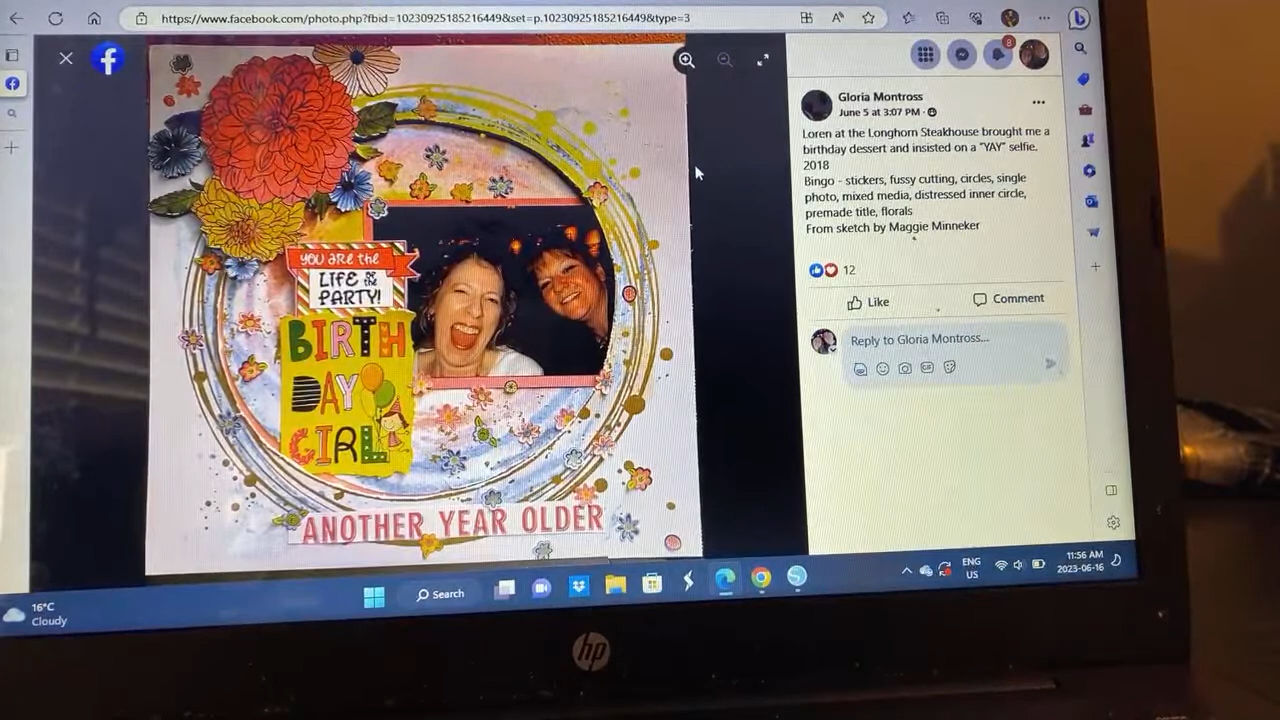 https://www.facebook.com/photo.php?fbid=10230925185216449&set=p.10230925185216449&type=3
8
Gloria Montross
June 5 at 3:07 PM
Loren at the Longhorn Steakhouse brought me a
birthday dessert and insisted on a "YAY" selfie.
2018
Bingo - stickers, fussy cutting, circles, single
photo, mixed media, distressed inner circle,
premade title, florals
From sketch by Maggie Minneker
12
Like
Comment
Reply to Gloria Montross...
GIF
YOU ARE the
LIFE OF the
PARTY!
BIRTH
DAY
GIRL
ANOTHER YEAR OLDER
16°C
Cloudy
Search
ENG
US
11:56 AM
2023-06-16
hp